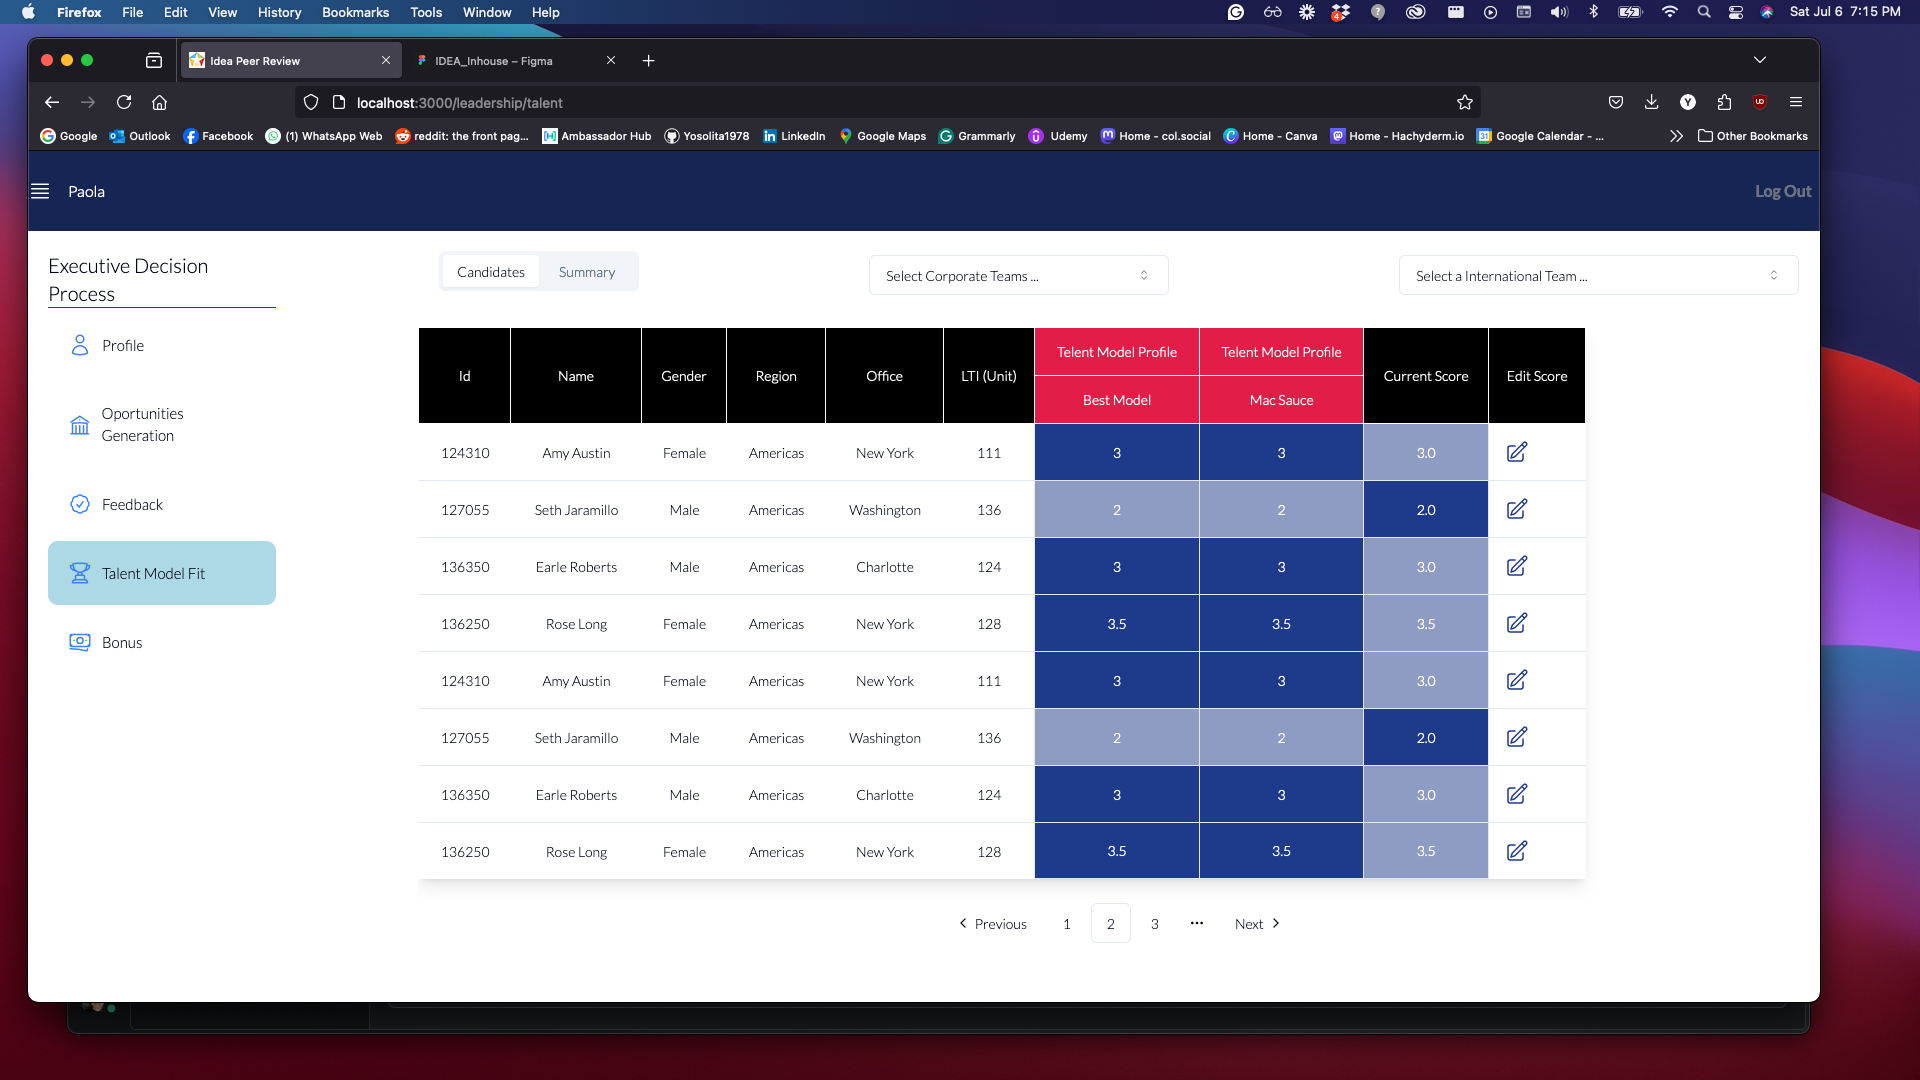 Firefox File Edit View History Bookmarks Tools Window Help 4 Sat Jul 6 7:15 PM
Idea Peer Review IDEA_Inhouse – Figma
localhost:3000/leadership/talent Y UD
Google Outlook Facebook (1) WhatsApp Web reddit: the front pag... Ambassador Hub Yosolita1978 LinkedIn Google Maps Grammarly Udemy Home - col.social Home - Canva Home - Hachyderm.io Google Calendar - ... Other Bookmarks
Paola Log Out
Executive Decision
Process
Profile
Oportunities
Generation
Feedback
Talent Model Fit
Bonus
Candidates Summary Select Corporate Teams ... Select a International Team ...
Id Name Gender Region Office LTI (Unit) Telent Model Profile Telent Model Profile Current Score Edit Score
Best Model Mac Sauce
124310 Amy Austin Female Americas New York 111 3 3 3.0
127055 Seth Jaramillo Male Americas Washington 136 2 2 2.0
136350 Earle Roberts Male Americas Charlotte 124 3 3 3.0
136250 Rose Long Female Americas New York 128 3.5 3.5 3.5
124310 Amy Austin Female Americas New York 111 3 3 3.0
127055 Seth Jaramillo Male Americas Washington 136 2 2 2.0
136350 Earle Roberts Male Americas Charlotte 124 3 3 3.0
136250 Rose Long Female Americas New York 128 3.5 3.5 3.5
Previous 1 2 3 ... Next